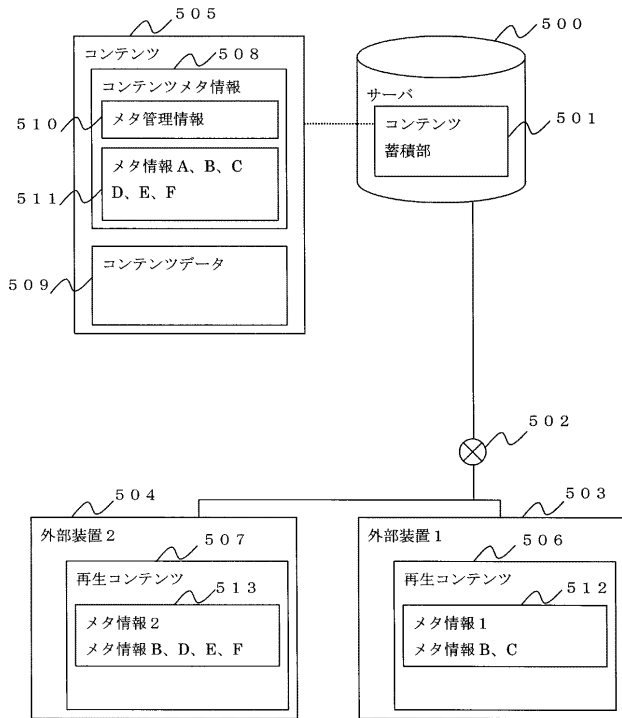 ５０５
コンテンツ
５０８
コンテンツメタ情報
５１０
メタ管理情報
５１１
メタ情報 A、B、C
D、E、F
５０９
コンテンツデータ
５００
サーバ
５０１
コンテンツ
蓄積部
５０２
５０４
外部装置２
５０７
再生コンテンツ
５１３
メタ情報２
メタ情報 B、D、E、F
５０３
外部装置１
５０６
再生コンテンツ
５１２
メタ情報１
メタ情報 B、C